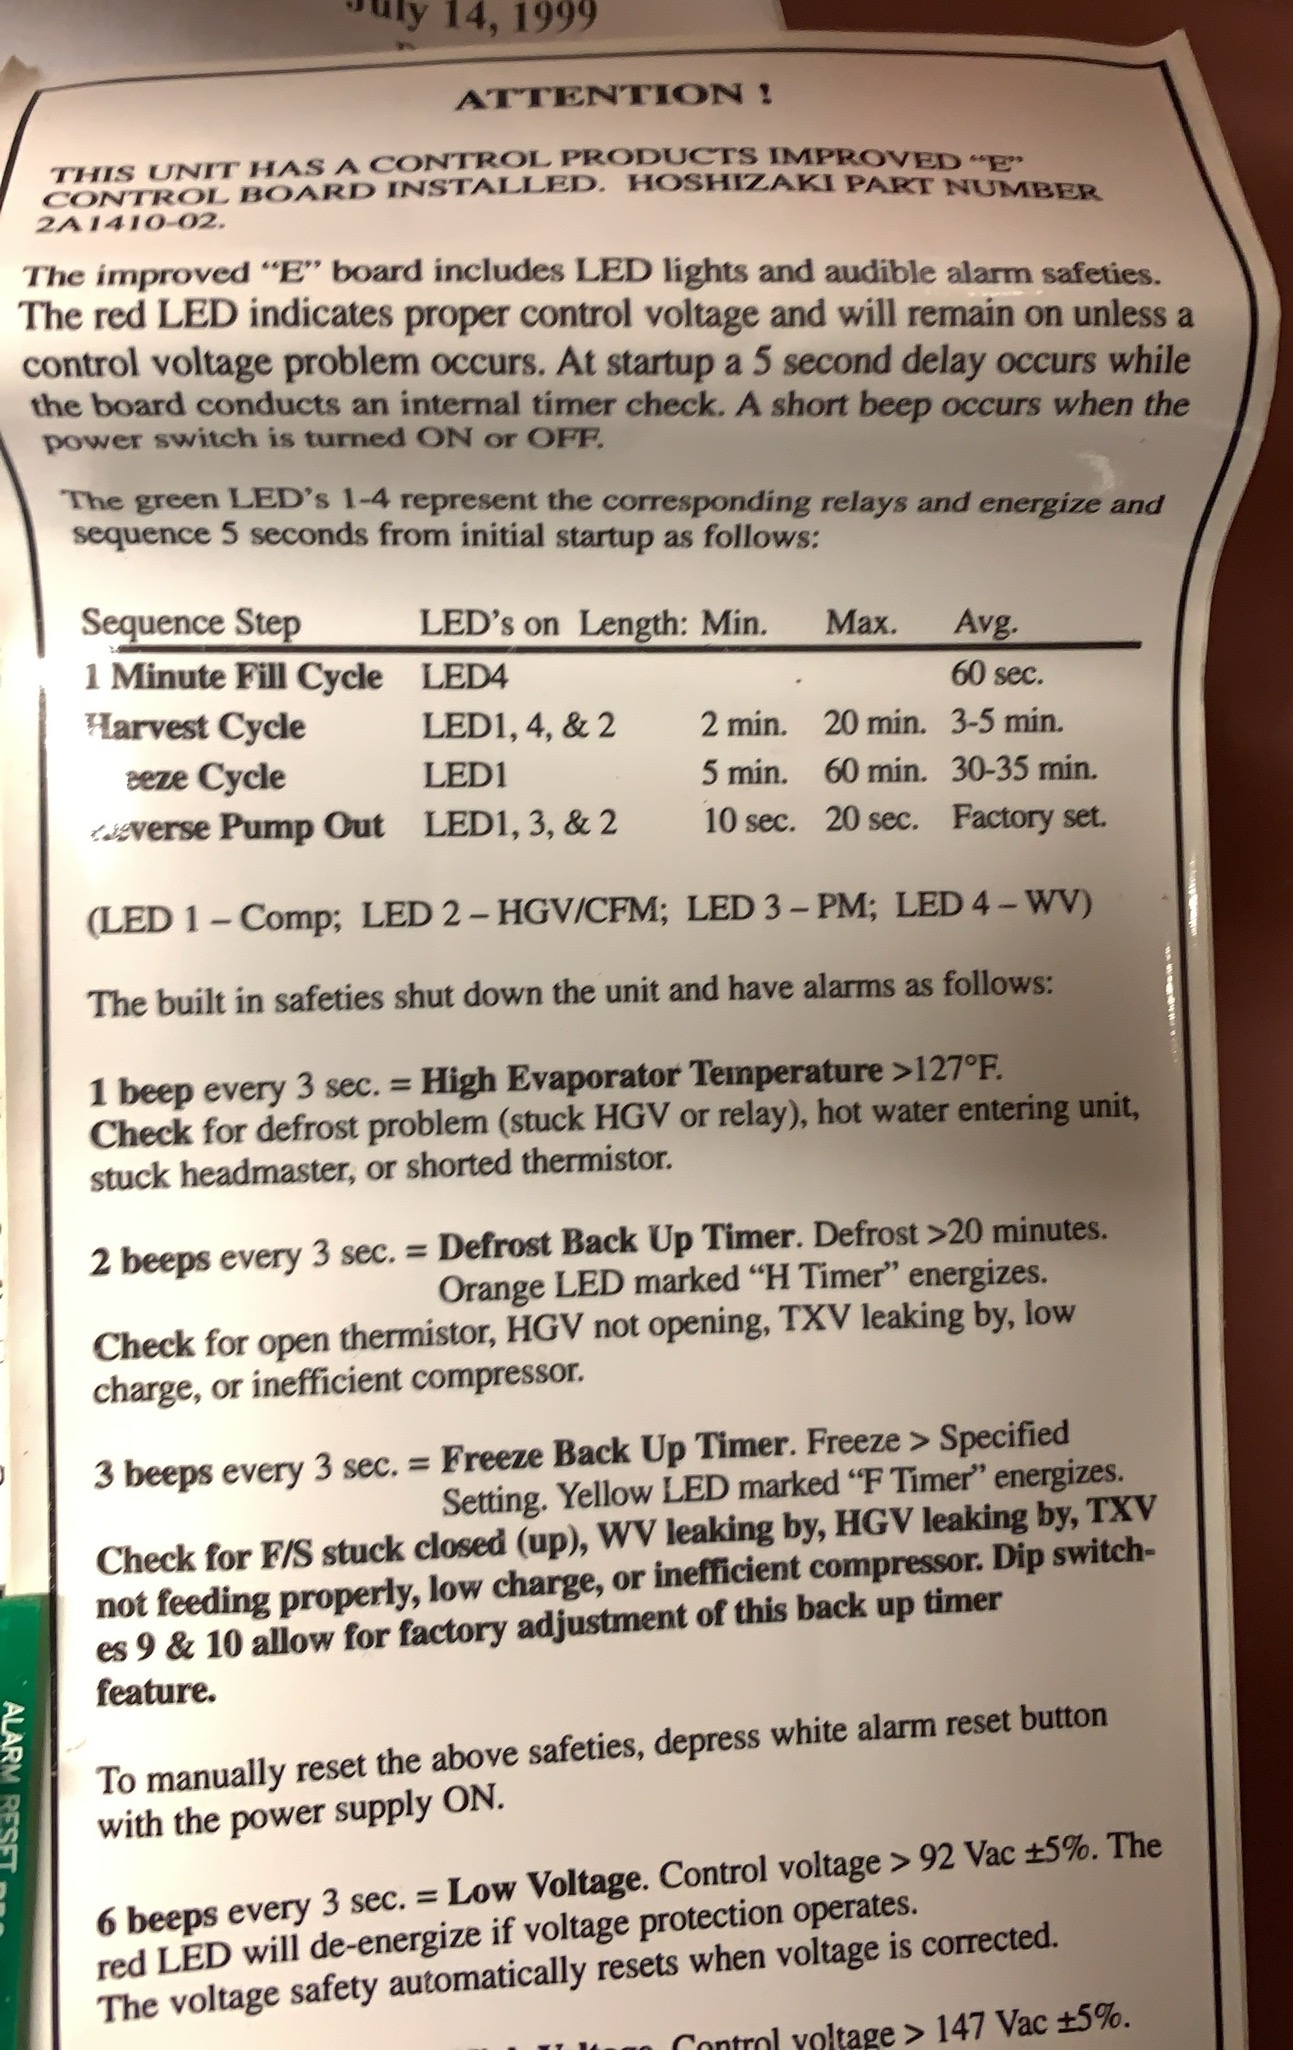 July 14, 1999
ATTENTION !
THIS UNIT HAS A CONTROL PRODUCTS IMPROVED “E”
CONTROL BOARD INSTALLED. HOSHIZAKI PART NUMBER
2A1410-02.
The improved “E” board includes LED lights and audible alarm safeties.
The red LED indicates proper control voltage and will remain on unless a
control voltage problem occurs. At startup a 5 second delay occurs while
the board conducts an internal timer check. A short beep occurs when the
power switch is turned ON or OFF.
The green LED’s 1-4 represent the corresponding relays and energize and
sequence 5 seconds from initial startup as follows:
Sequence Step LED’s on Length: Min. Max. Avg.
1 Minute Fill Cycle LED4 60 sec.
Harvest Cycle LED1, 4, & 2 2 min. 20 min. 3-5 min.
eeze Cycle LED1 5 min. 60 min. 30-35 min.
verse Pump Out LED1, 3, & 2 10 sec. 20 sec. Factory set.
(LED 1 – Comp; LED 2 – HGV/CFM; LED 3 – PM; LED 4 – WV)
The built in safeties shut down the unit and have alarms as follows:
1 beep every 3 sec. = High Evaporator Temperature >127°F.
Check for defrost problem (stuck HGV or relay), hot water entering unit,
stuck headmaster, or shorted thermistor.
2 beeps every 3 sec. = Defrost Back Up Timer. Defrost >20 minutes.
Orange LED marked “H Timer” energizes.
Check for open thermistor, HGV not opening, TXV leaking by, low
charge, or inefficient compressor.
3 beeps every 3 sec. = Freeze Back Up Timer. Freeze > Specified
Setting. Yellow LED marked “F Timer” energizes.
Check for F/S stuck closed (up), WV leaking by, HGV leaking by, TXV
not feeding properly, low charge, or inefficient compressor. Dip switch-
es 9 & 10 allow for factory adjustment of this back up timer
feature.
To manually reset the above safeties, depress white alarm reset button
with the power supply ON.
6 beeps every 3 sec. = Low Voltage. Control voltage > 92 Vac ±5%. The
red LED will de-energize if voltage protection operates.
The voltage safety automatically resets when voltage is corrected.
Control voltage > 147 Vac ±5%.
ALARM RESET